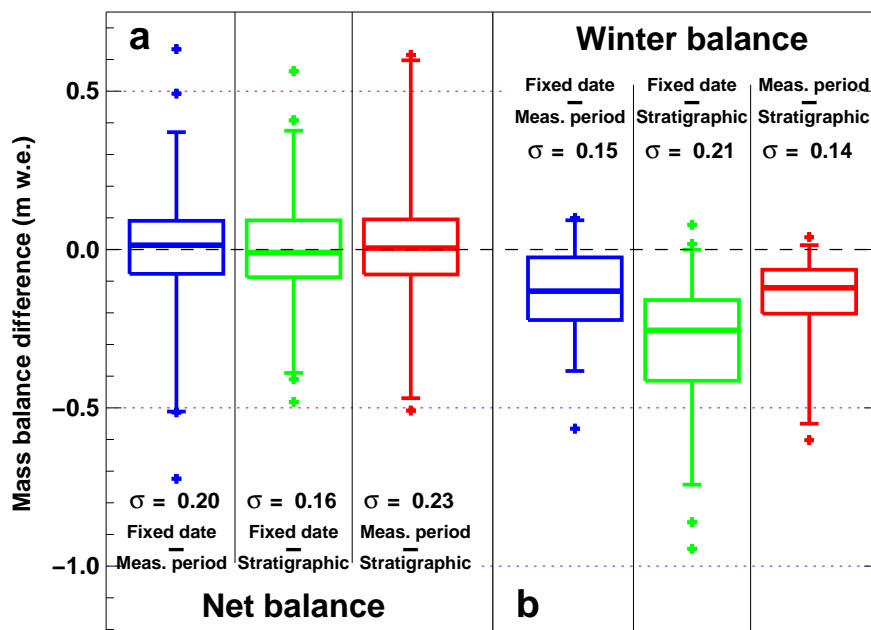 Mass balance difference (m w.e.)
0.5
0.0
−0.5
−1.0
a
σ = 0.20
Fixed date
–
Meas. period
σ = 0.16
Fixed date
–
Stratigraphic
σ = 0.23
Meas. period
–
Stratigraphic
Net balance
Winter balance
Fixed date
–
Meas. period
σ = 0.15
Fixed date
–
Stratigraphic
σ = 0.21
Meas. period
–
Stratigraphic
σ = 0.14
b